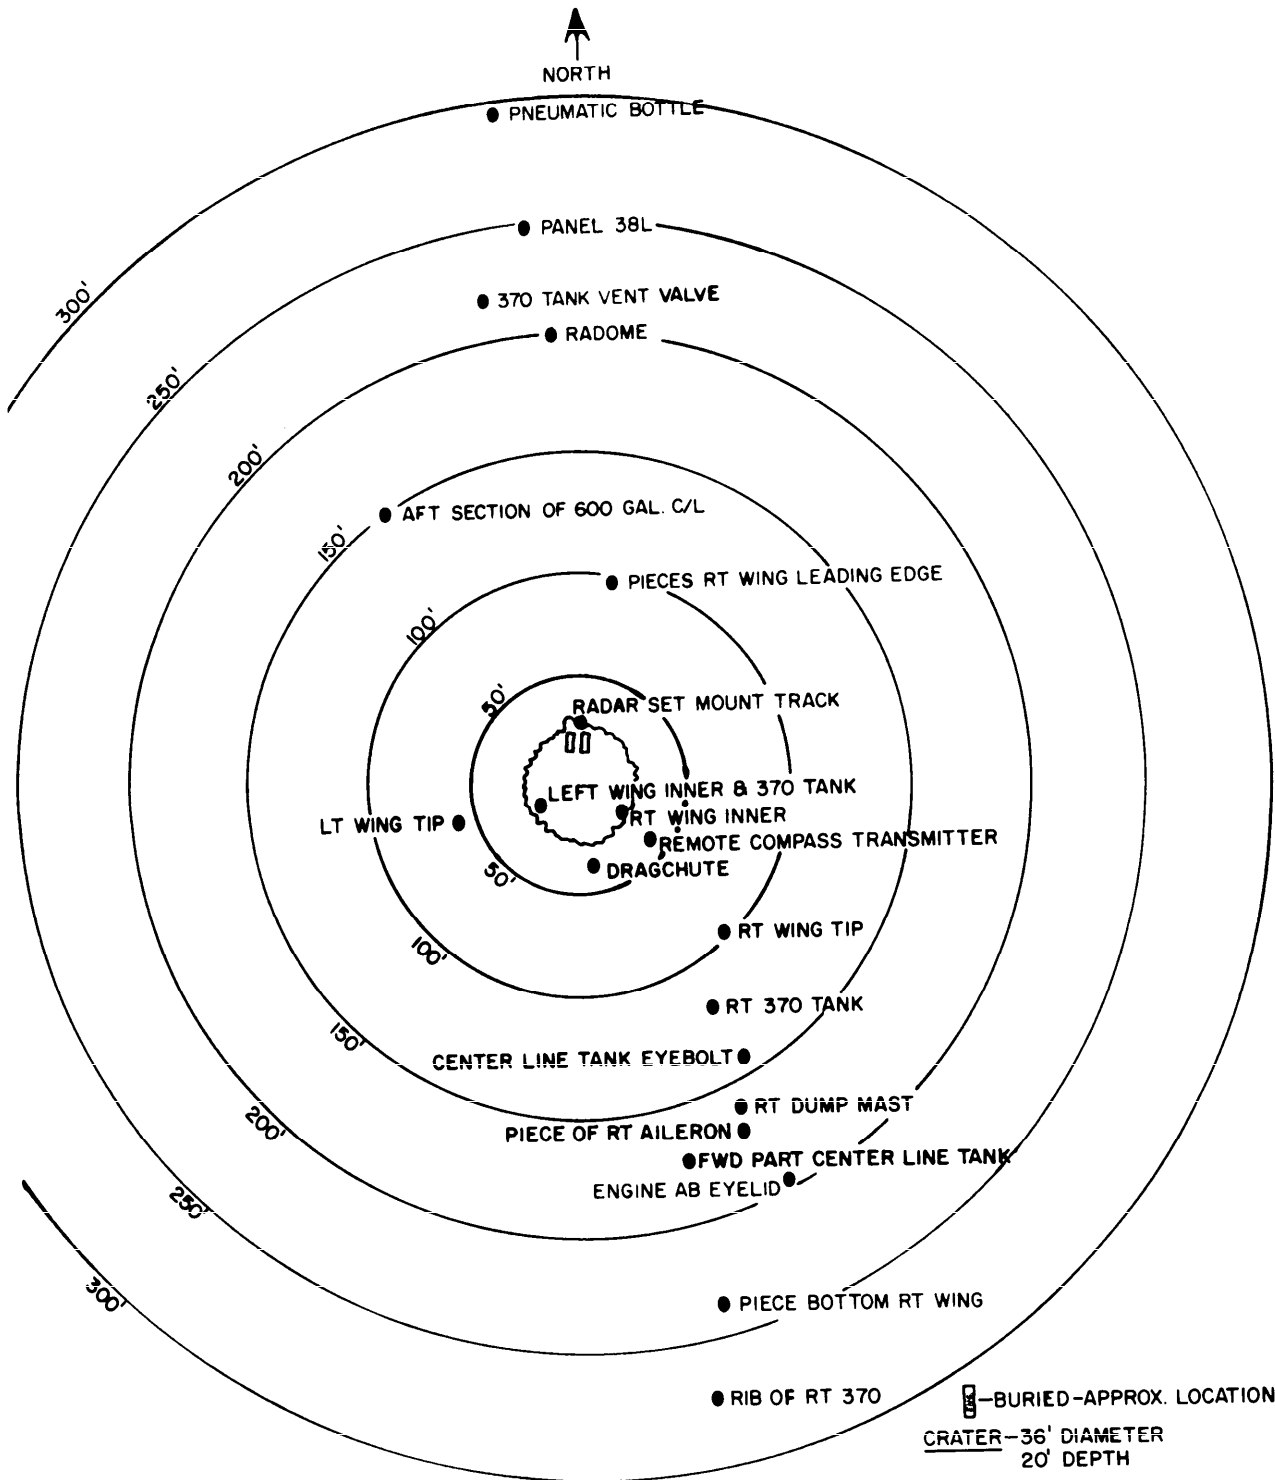 NORTH
PNEUMATIC BOTTLE
PANEL 38L
300'
370 TANK VENT VALVE
RADOME
250'
200'
AFT SECTION OF 600 GAL. C/L
150'
PIECES RT WING LEADING EDGE
100'
50'
RADAR SET MOUNT TRACK
LEFT WING INNER & 370 TANK
RT WING INNER
LT WING TIP
REMOTE COMPASS TRANSMITTER
50'
DRAGCHUTE
RT WING TIP
100'
RT 370 TANK
150'
CENTER LINE TANK EYEBOLT
RT DUMP MAST
200'
PIECE OF RT AILERON
FWD PART CENTER LINE TANK
ENGINE AB EYELID
250'
300'
PIECE BOTTOM RT WING
RIB OF RT 370
-BURIED-APPROX. LOCATION
CRATER-36' DIAMETER
20' DEPTH